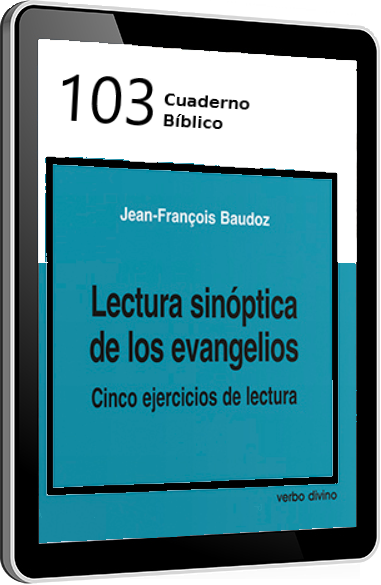 103 Cuaderno
Bíblico
Jean-François Baudoz
Lectura sinóptica
de los evangelios
Cinco ejercicios de lectura
verbo divino